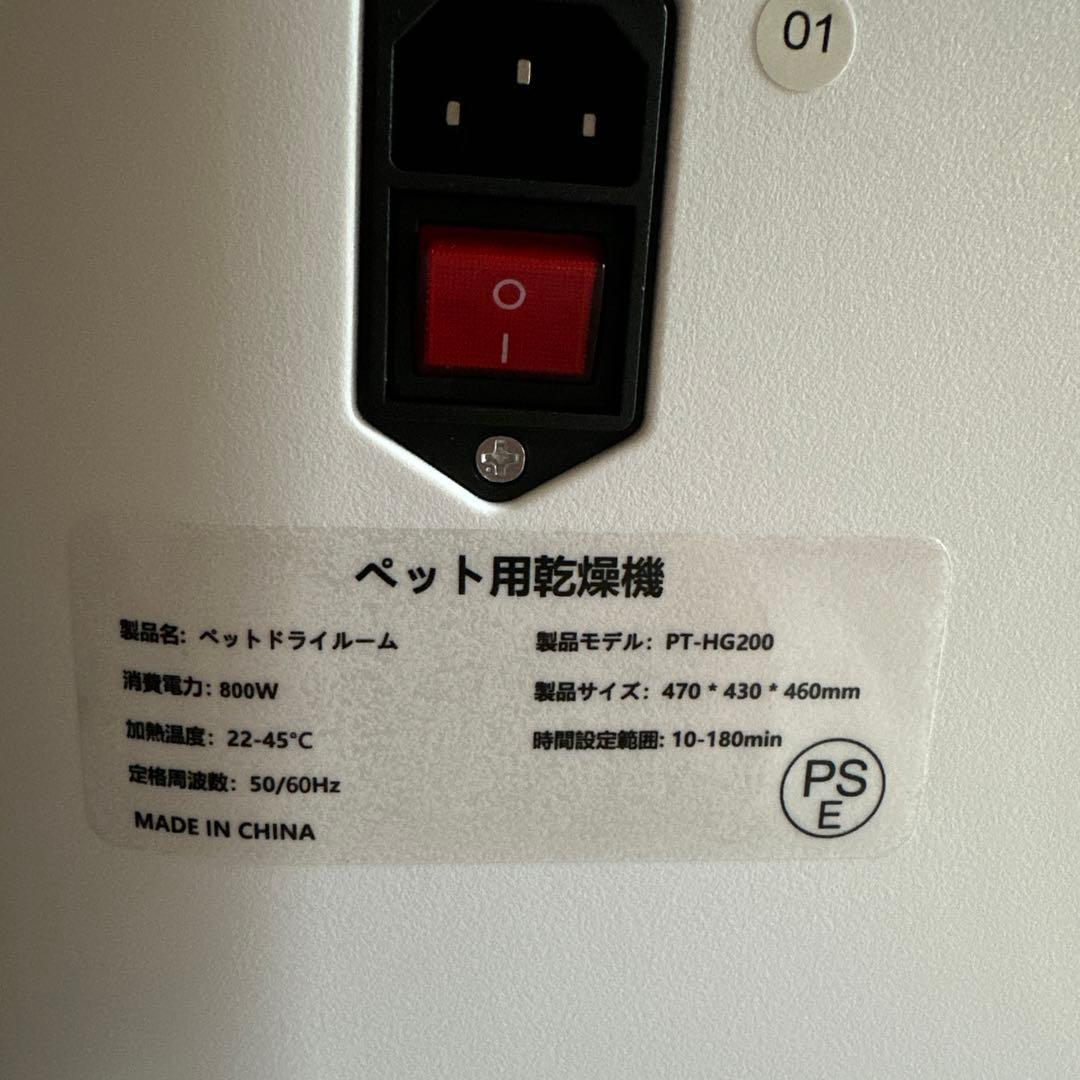 01
ペット用乾燥機
製品名: ペットドライルーム
製品モデル: PT-HG200
消費電力: 800W
製品サイズ: 470 * 430 * 460mm
加熱温度: 22-45°C
時間設定範囲: 10-180min
定格周波数: 50/60Hz
MADE IN CHINA
PS
E